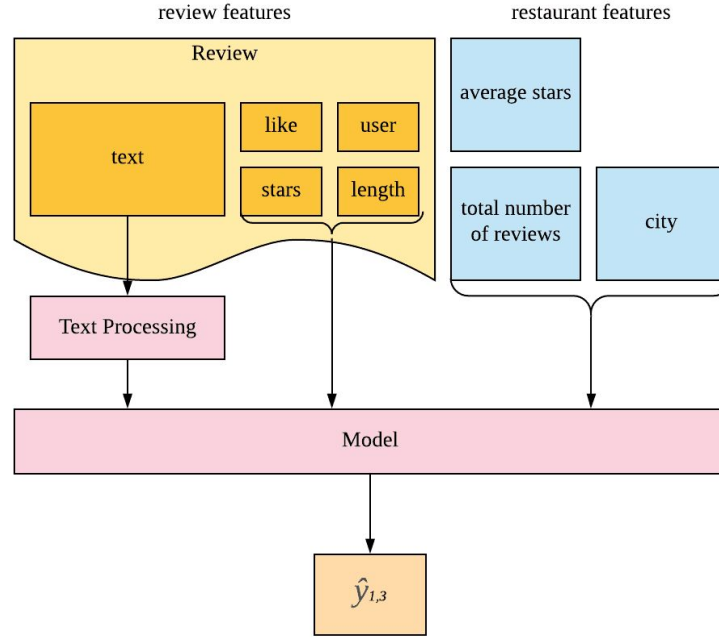 review features
restaurant features
Review
text
like
user
stars
length
average stars
total number
of reviews
city
Text Processing
Model
ŷ1,3